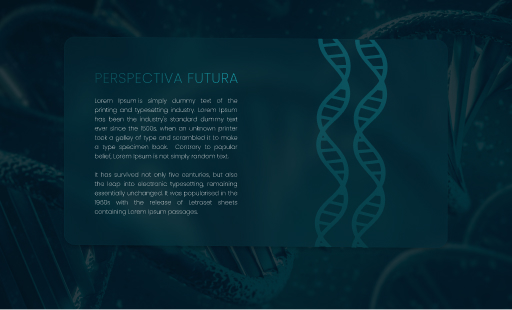 PERSPECTIVA FUTURA
Lorem Ipsum is simply dummy text of the
printing and typesetting industry. Lorem Ipsum
has been the industry's standard dummy text
ever since the 1500s, when an unknown printer
took a galley of type and scrambled it to make
a type specimen book. Contrary to popular
belief, Lorem Ipsum is not simply random text.
It has survived not only five centuries, but also
the leap into electronic typesetting, remaining
essentially unchanged. It was popularised in the
1960s with the release of Letraset sheets
containing Lorem Ipsum passages.